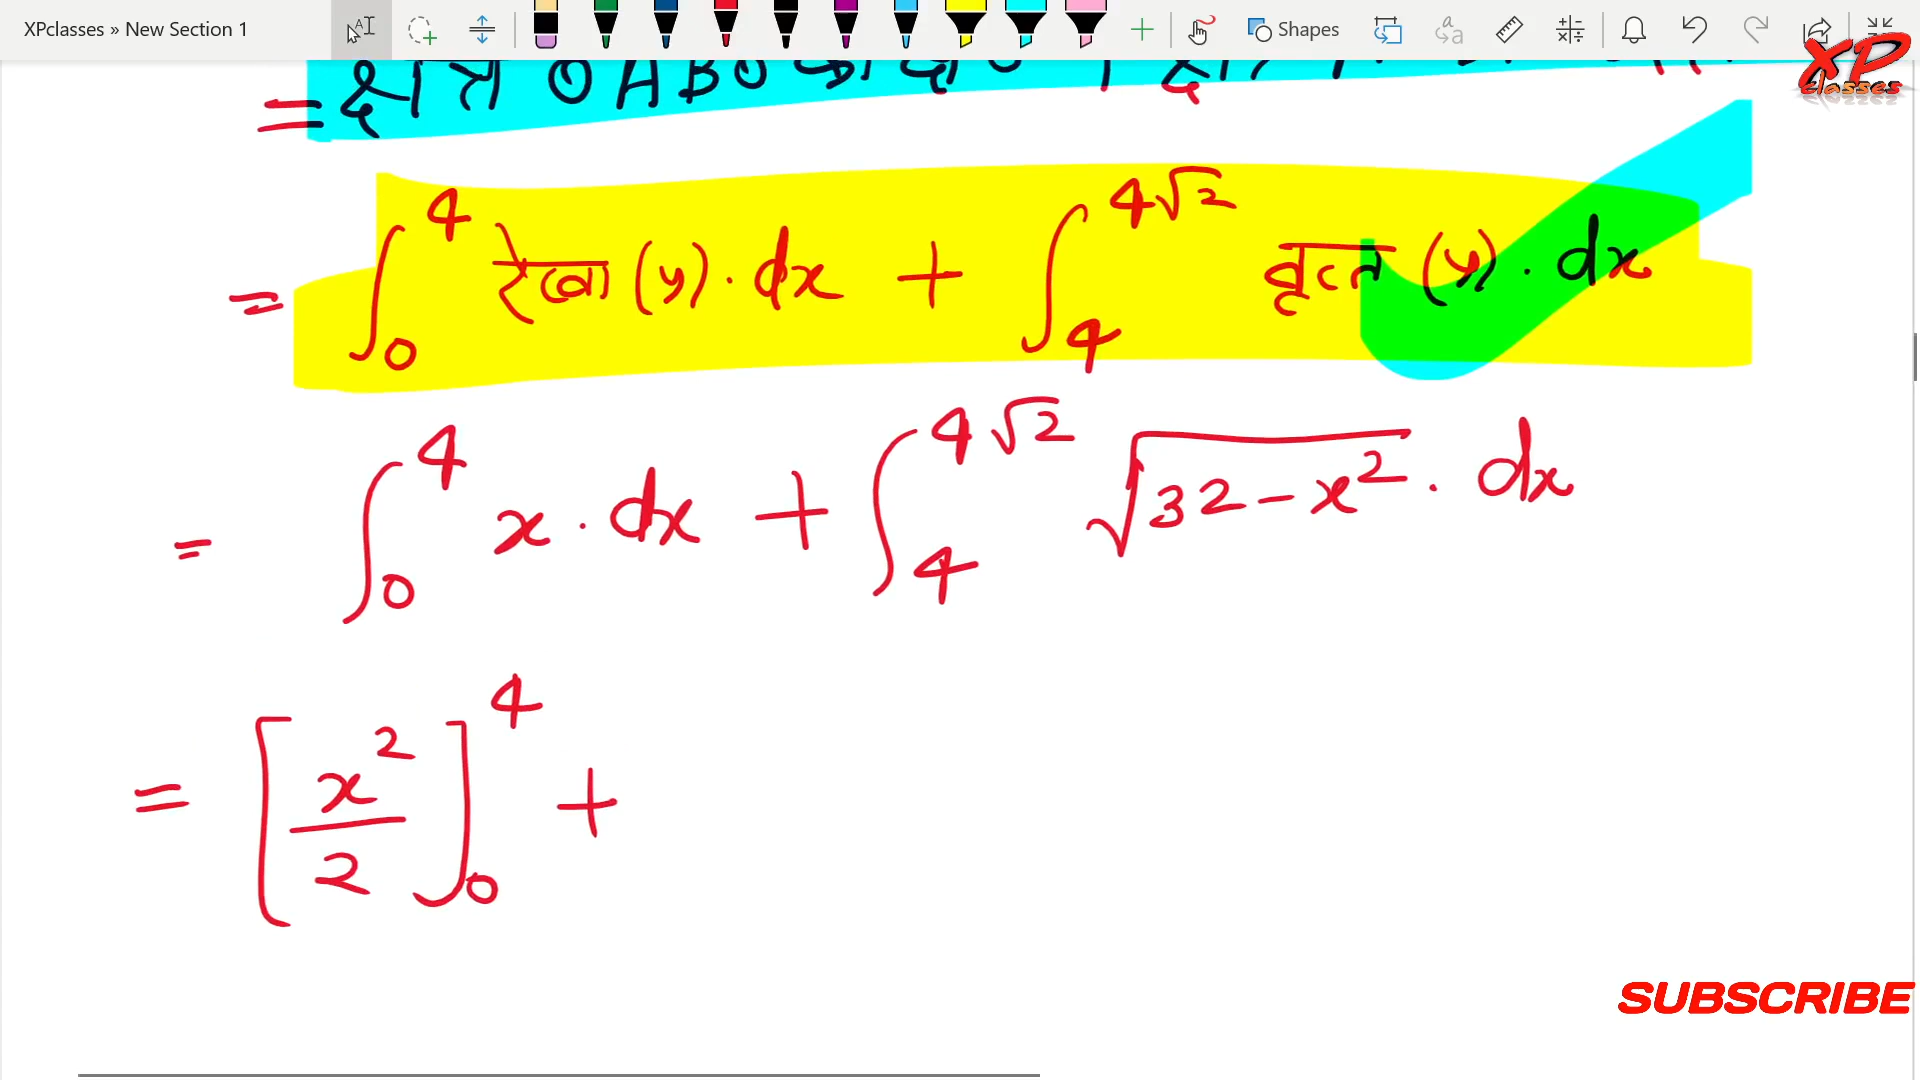 XPclasses » New Section 1
Shapes
XP
classes
= क्षे O A B O का क्षे
= ∫₀⁴ रेखा (y) · dx + ∫₄^{4√2} वृत्त (y) · dx
= ∫₀⁴ x · dx + ∫₄^{4√2} √(32 - x²) · dx
= [x²/2]₀⁴ +
SUBSCRIBE